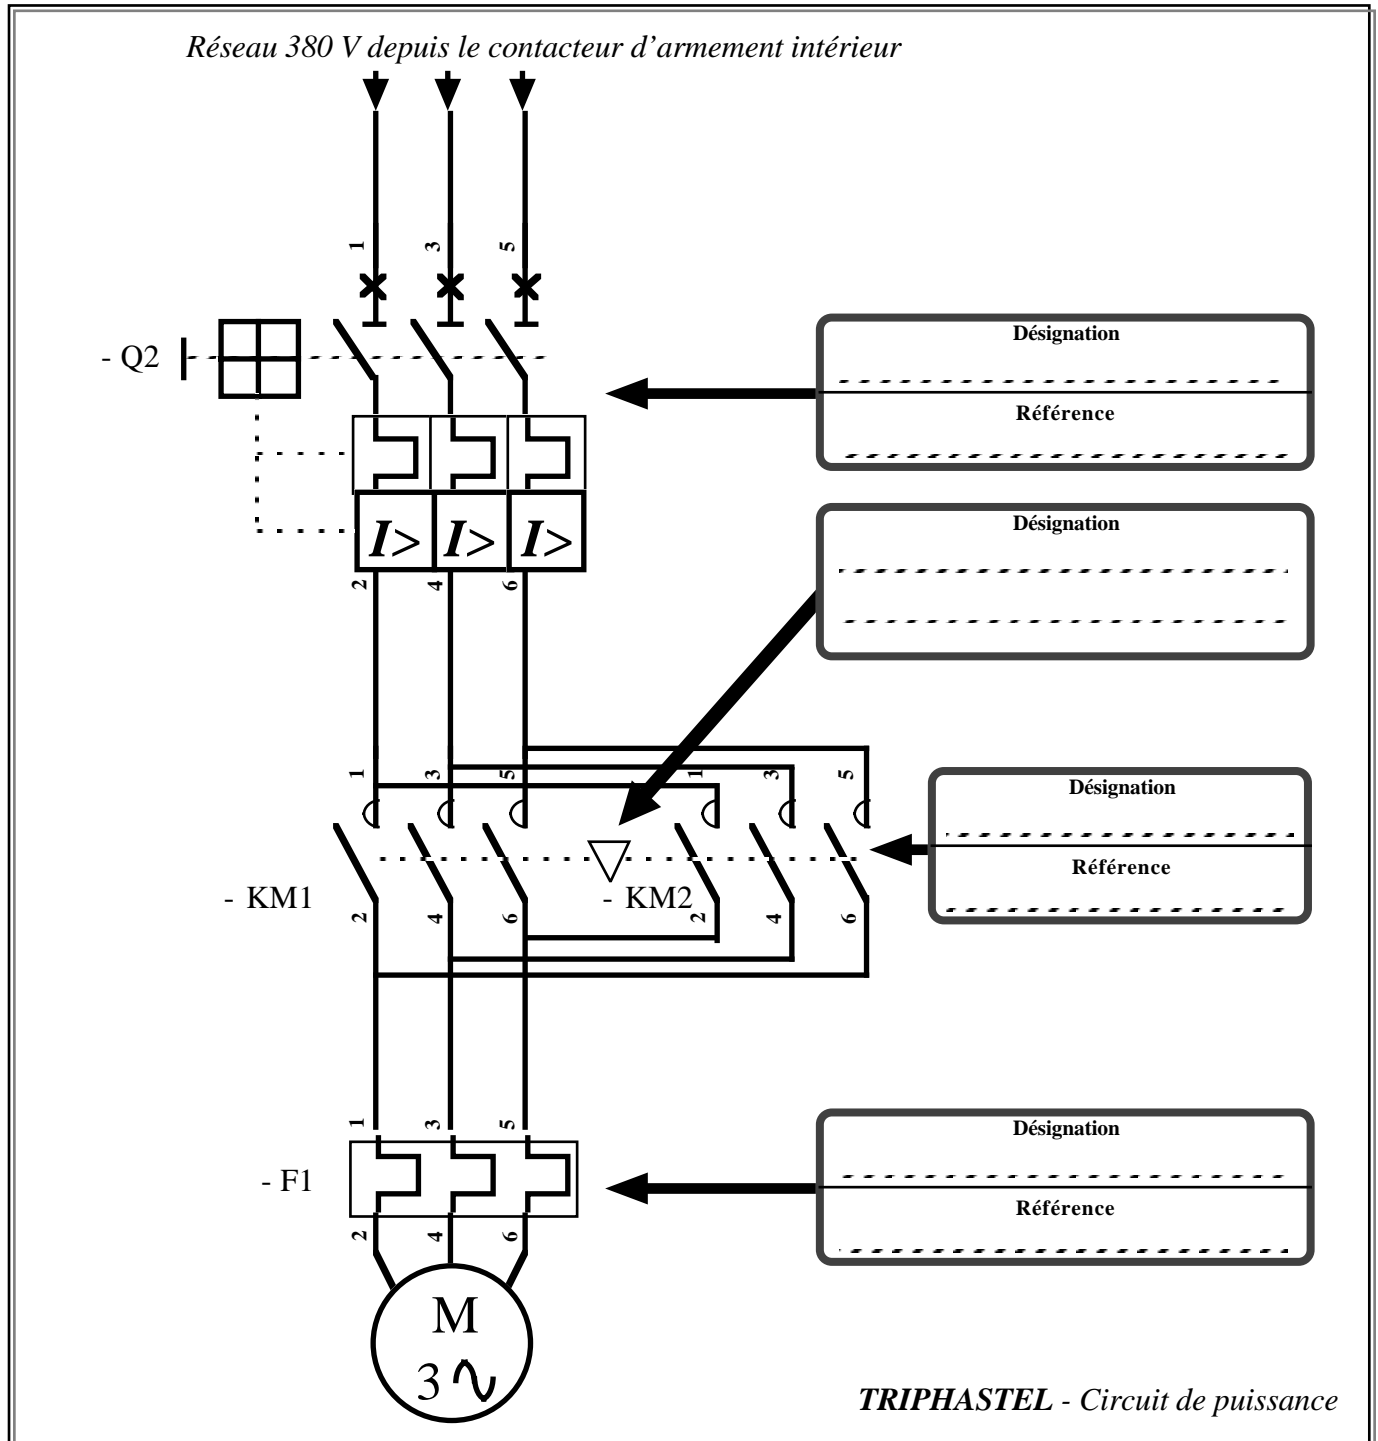 Réseau 380 V depuis le contacteur d’armement intérieur
1 3 5
- Q2
Désignation
Référence
I> I> I>
2 4 6
Désignation
1 3 5 1 3 5
Désignation
Référence
- KM1 - KM2
2 4 6 2 4 6
1 3 5
- F1
Désignation
Référence
2 4 6
M
3
TRIPHASTEL - Circuit de puissance